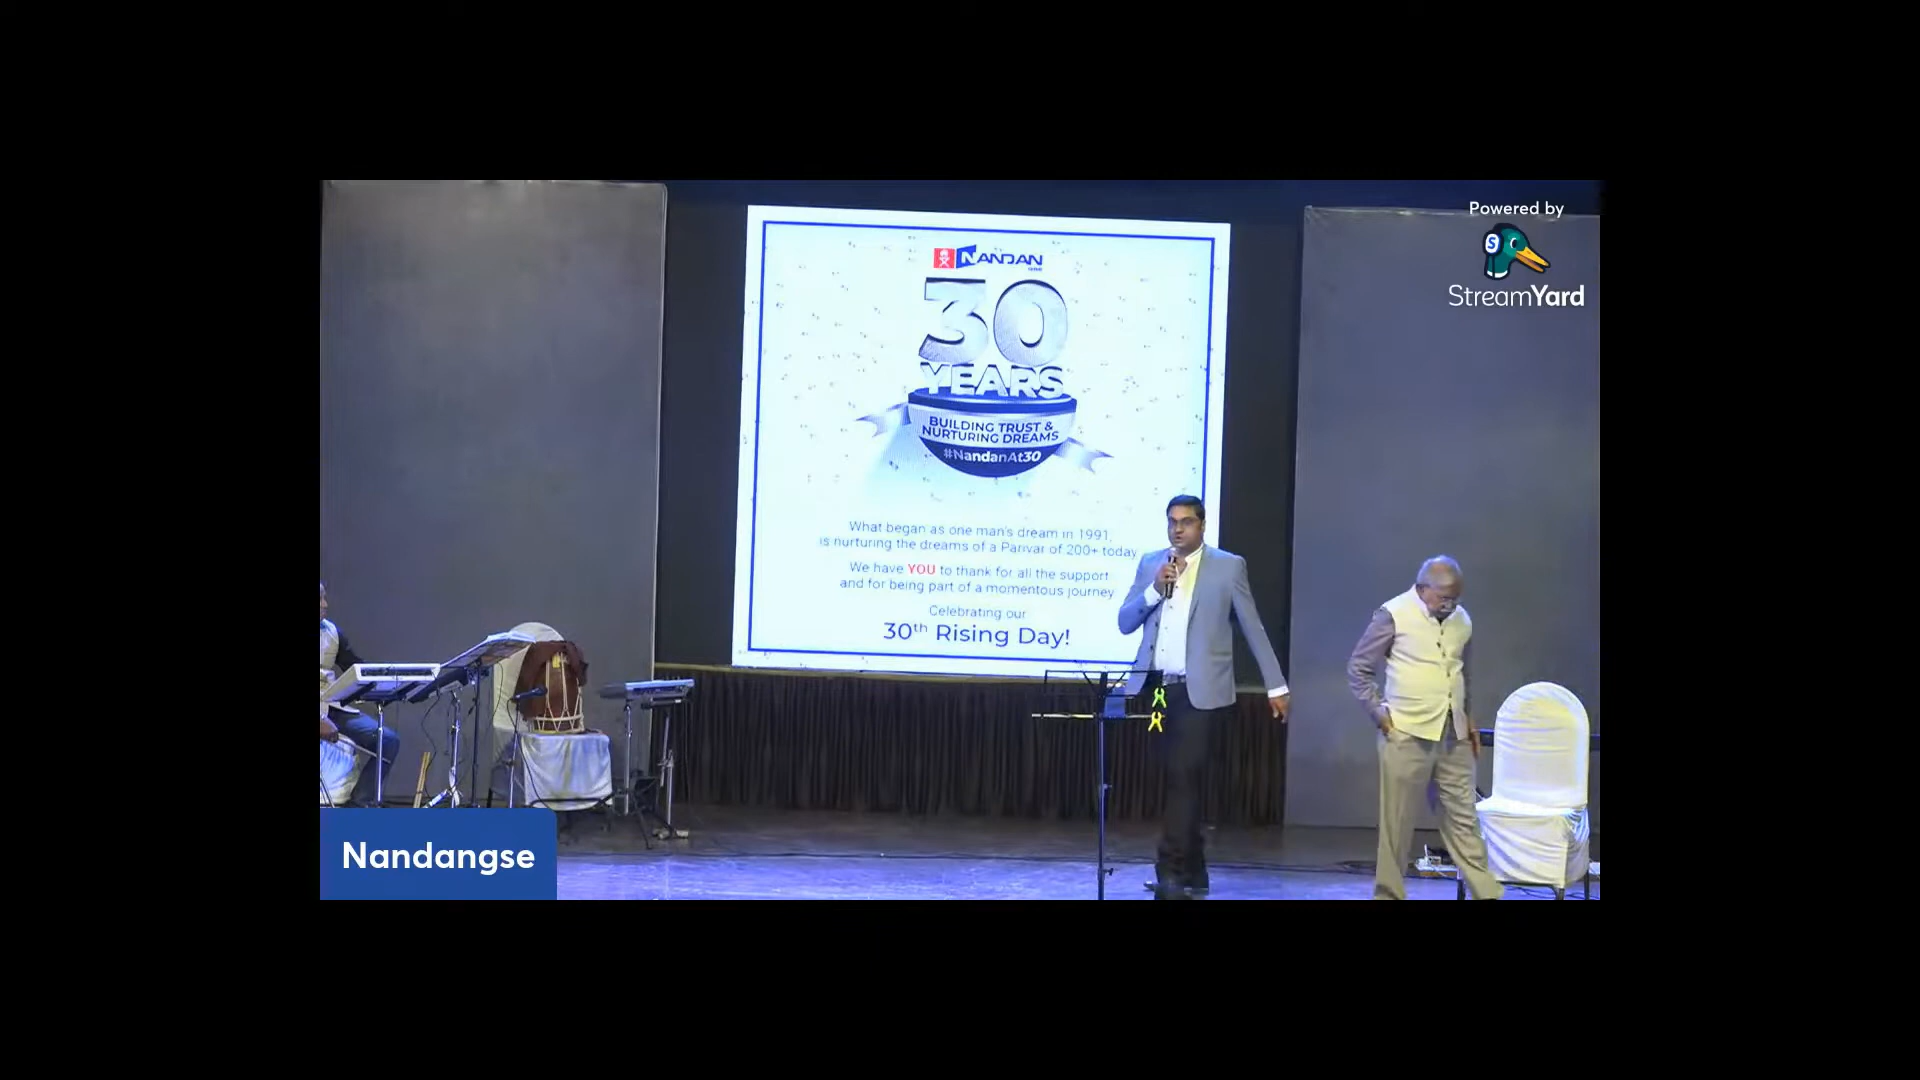 Powered by
S
StreamYard
NANDAN
30
YEARS
BUILDING TRUST &
NURTURING DREAMS
#NandanAt30
What began as one man's dream in 1991,
is nurturing the dreams of a Parivar of 200+ today
We have YOU to thank for all the support
and for being part of a momentous journey
Celebrating our
30th Rising Day!
Nandangse